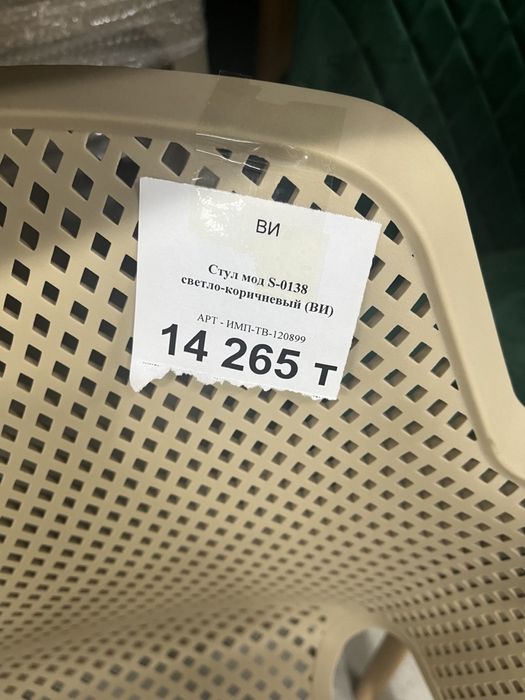 ВИ
Стул мод S-0138
светло-коричневый (ВИ)
АРТ - ИМП-ТВ-120899
14 265 т